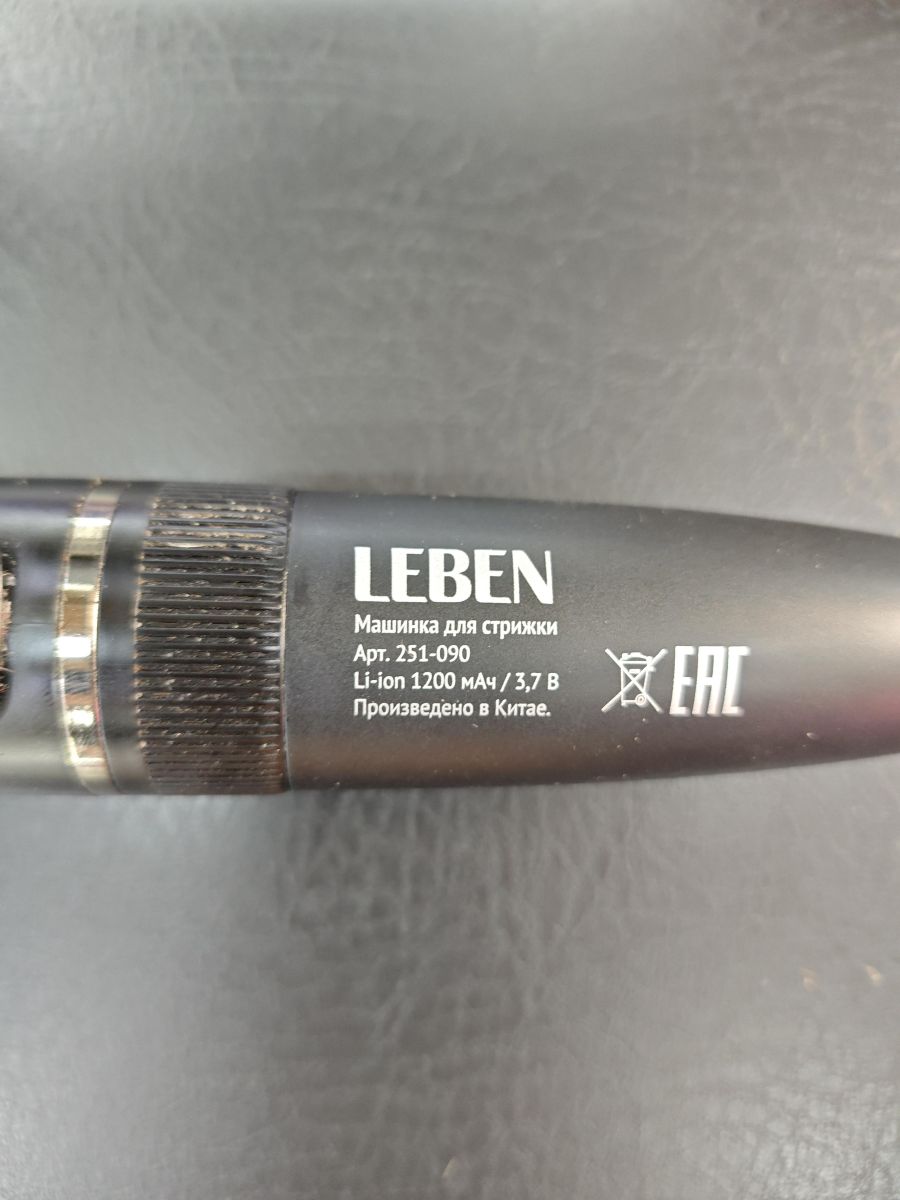 LEBEN
Машинка для стрижки
Арт. 251-090
Li-ion 1200 мАч / 3,7 В
Произведено в Китае.
EAC